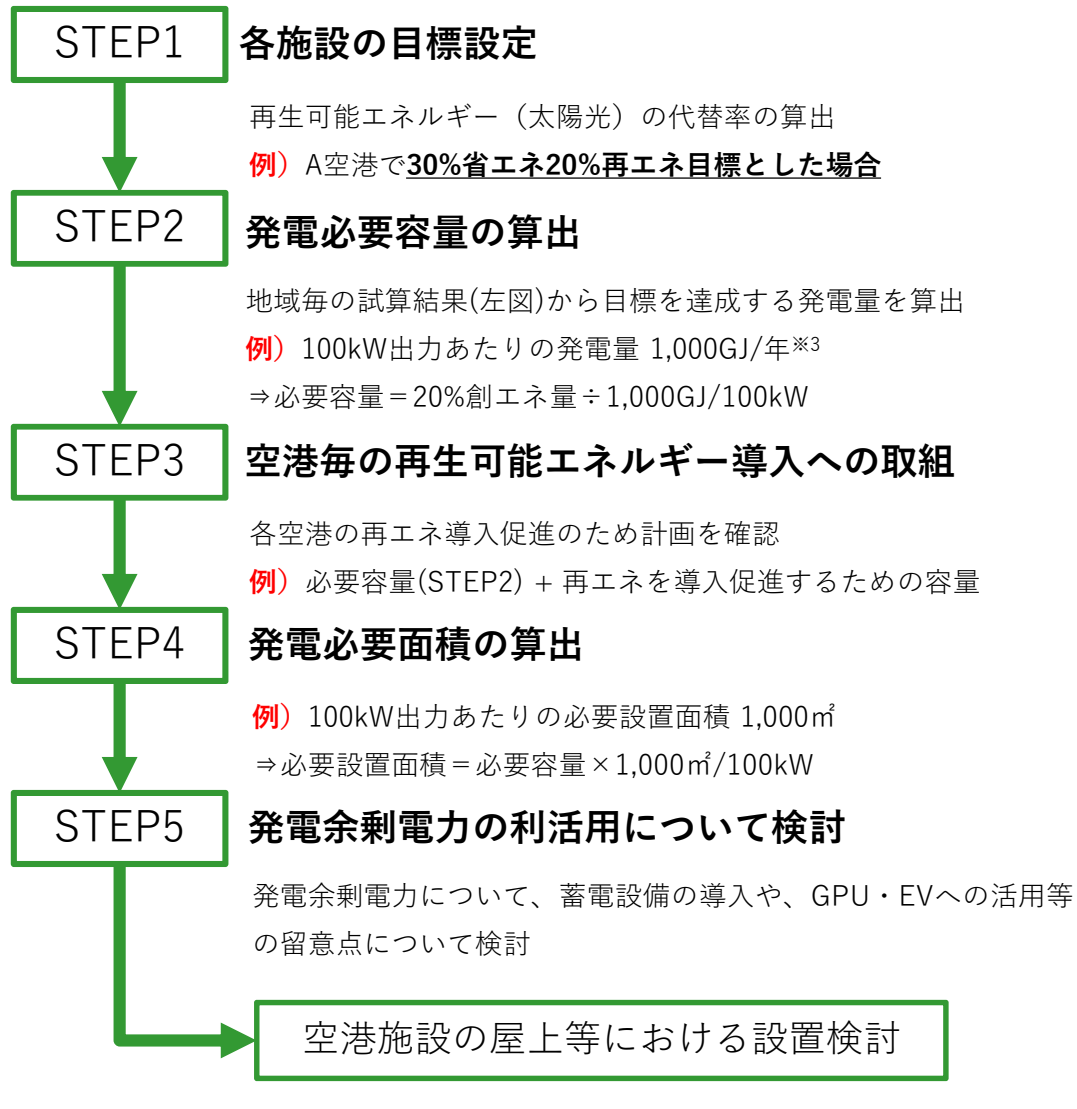 STEP1
各施設の目標設定
再生可能エネルギー（太陽光）の代替率の算出
例）A空港で30%省エネ20%再エネ目標とした場合
STEP2
発電必要容量の算出
地域毎の試算結果(左図)から目標を達成する発電量を算出
例）100kW出力あたりの発電量 1,000GJ/年※3
⇒必要容量＝20%創エネ量÷1,000GJ/100kW
STEP3
空港毎の再生可能エネルギー導入への取組
各空港の再エネ導入促進のため計画を確認
例）必要容量(STEP2) + 再エネを導入促進するための容量
STEP4
発電必要面積の算出
例）100kW出力あたりの必要設置面積 1,000㎡
⇒必要設置面積＝必要容量×1,000㎡/100kW
STEP5
発電余剰電力の利活用について検討
発電余剰電力について、蓄電設備の導入や、GPU・EVへの活用等
の留意点について検討
空港施設の屋上等における設置検討